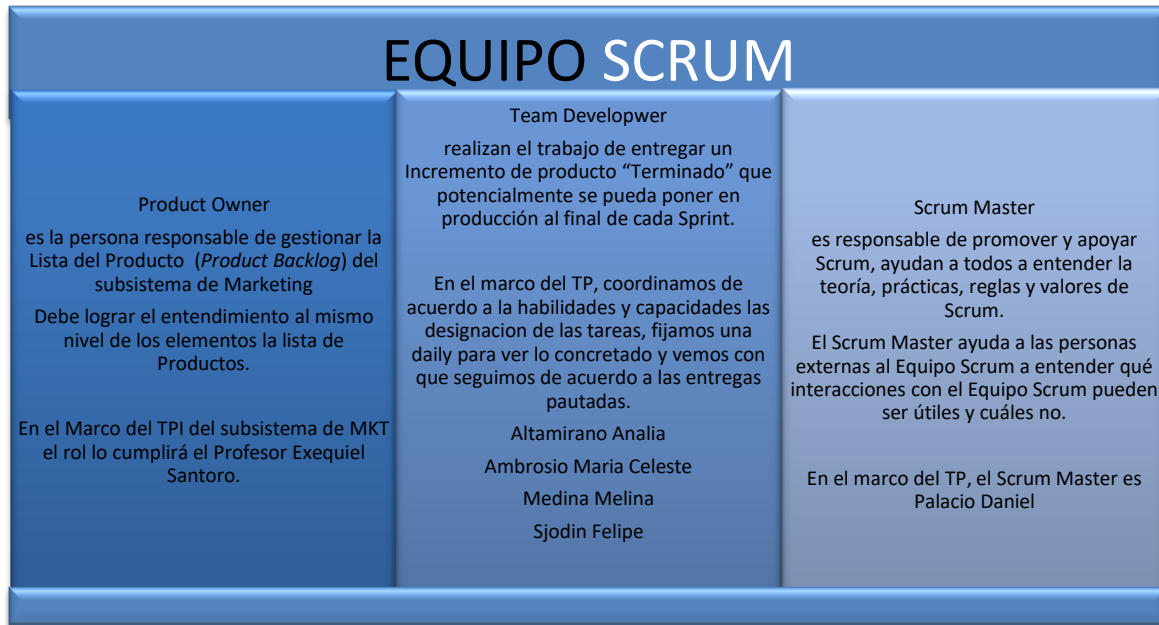 EQUIPO SCRUM
Product Owner
es la persona responsable de gestionar la
Lista del Producto (Product Backlog) del
subsistema de Marketing
Debe lograr el entendimiento al mismo
nivel de los elementos la lista de
Productos.
En el Marco del TPI del subsistema de MKT
el rol lo cumplirá el Profesor Exequiel
Santoro.
Team Developwer
realizan el trabajo de entregar un
Incremento de producto “Terminado” que
potencialmente se pueda poner en
producción al final de cada Sprint.
En el marco del TP, coordinamos de
acuerdo a la habilidades y capacidades las
designacion de las tareas, fijamos una
daily para ver lo concretado y vemos con
que seguimos de acuerdo a las entregas
pautadas.
Altamirano Analia
Ambrosio Maria Celeste
Medina Melina
Sjodin Felipe
Scrum Master
es responsable de promover y apoyar
Scrum, ayudan a todos a entender la
teoría, prácticas, reglas y valores de
Scrum.
El Scrum Master ayuda a las personas
externas al Equipo Scrum a entender qué
interacciones con el Equipo Scrum pueden
ser útiles y cuáles no.
En el marco del TP, el Scrum Master es
Palacio Daniel